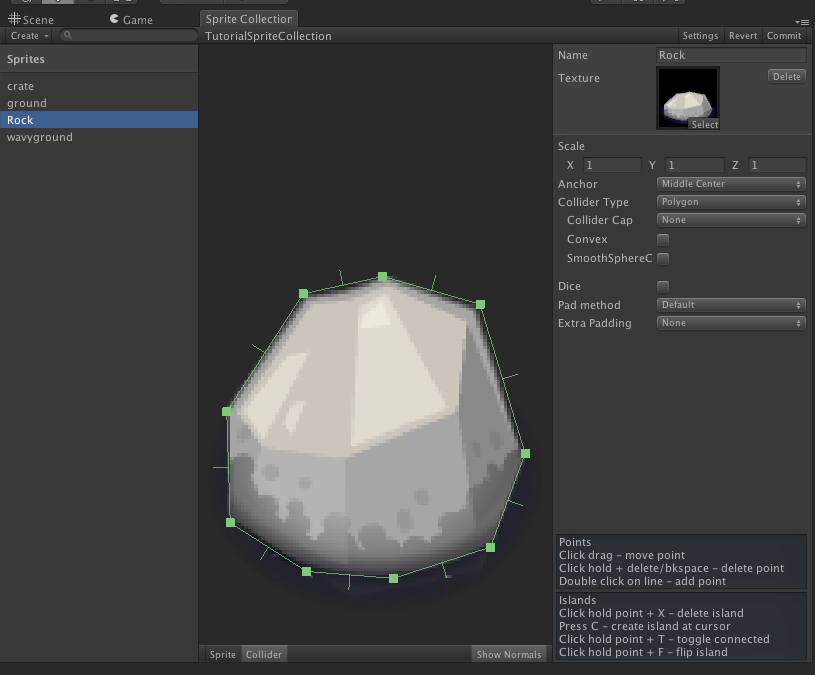 Scene
Game
Sprite Collection
Create
TutorialSpriteCollection
Settings
Revert
Commit
Sprites
crate
ground
Rock
wavyground
Name
Rock
Texture
Delete
Select
Scale
X 1 Y 1 Z 1
Anchor Middle Center
Collider Type Polygon
Collider Cap None
Convex
SmoothSphereC
Dice
Pad method Default
Extra Padding None
Points
Click drag - move point
Click hold + delete/bkspace - delete point
Double click on line - add point
Islands
Click hold point + X - delete island
Press C - create island at cursor
Click hold point + T - toggle connected
Click hold point + F - flip island
Sprite
Collider
Show Normals